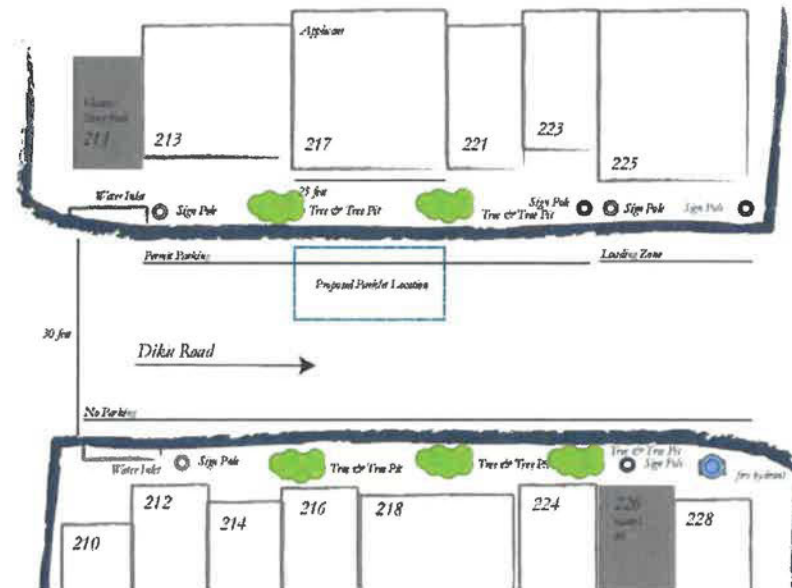 Applicant
211
213
217
221
223
225
25 feet
Water Inlet
Sign Pole
Tree & Tree Pit
Tree & Tree Pit
Sign Pole
Sign Pole
Sign Pole
Permit Parking
Loading Zone
Proposed Parklet Location
30 feet
Diku Road
No Parking
Water Inlet
Sign Pole
Tree & Tree Pit
Tree & Tree Pit
Tree & Tree Pit
Sign Pole
fire hydrant
210
212
214
216
218
224
226
228